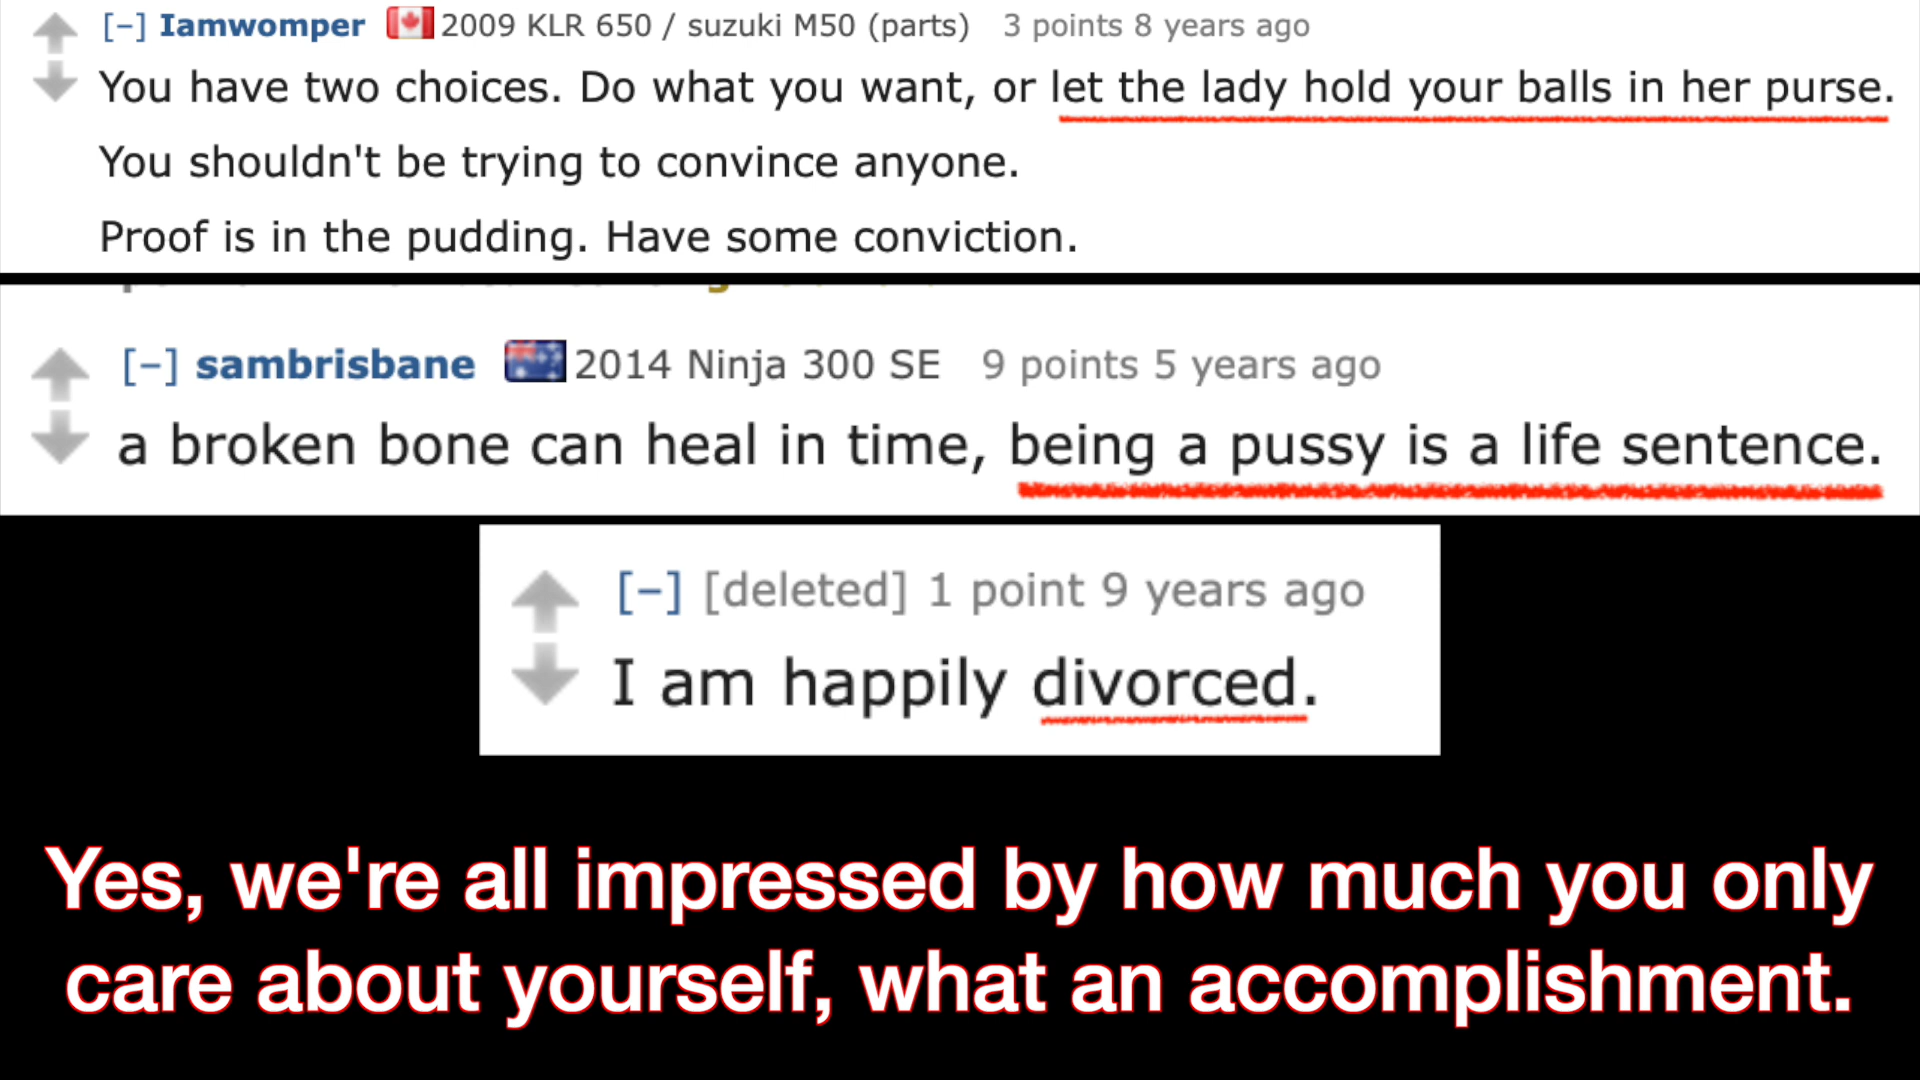 [–] Iamwomper 2009 KLR 650 / suzuki M50 (parts) 3 points 8 years ago
You have two choices. Do what you want, or let the lady hold your balls in her purse.
You shouldn't be trying to convince anyone.
Proof is in the pudding. Have some conviction.
[–] sambrisbane 2014 Ninja 300 SE 9 points 5 years ago
a broken bone can heal in time, being a pussy is a life sentence.
[–] [deleted] 1 point 9 years ago
I am happily divorced.
Yes, we're all impressed by how much you only
care about yourself, what an accomplishment.